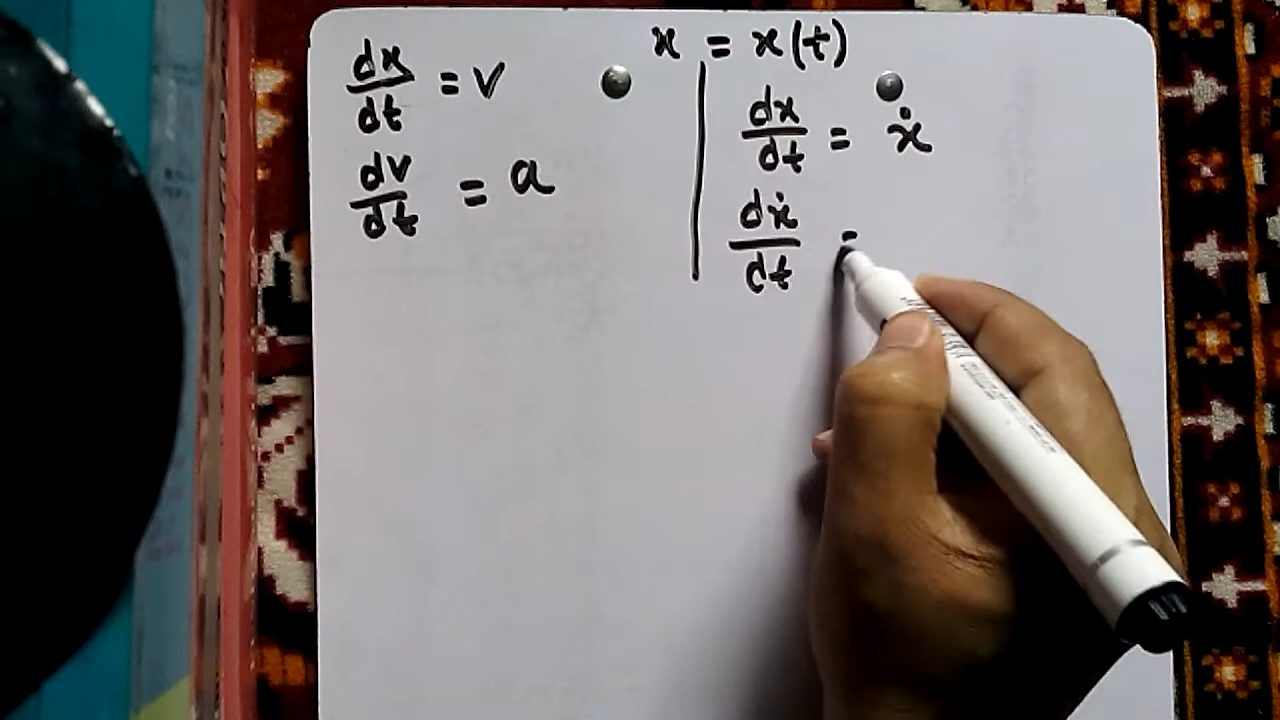 x = x(t)
dx/dt = v
dv/dt = a
dx/dt = ẋ
dẋ/dt =